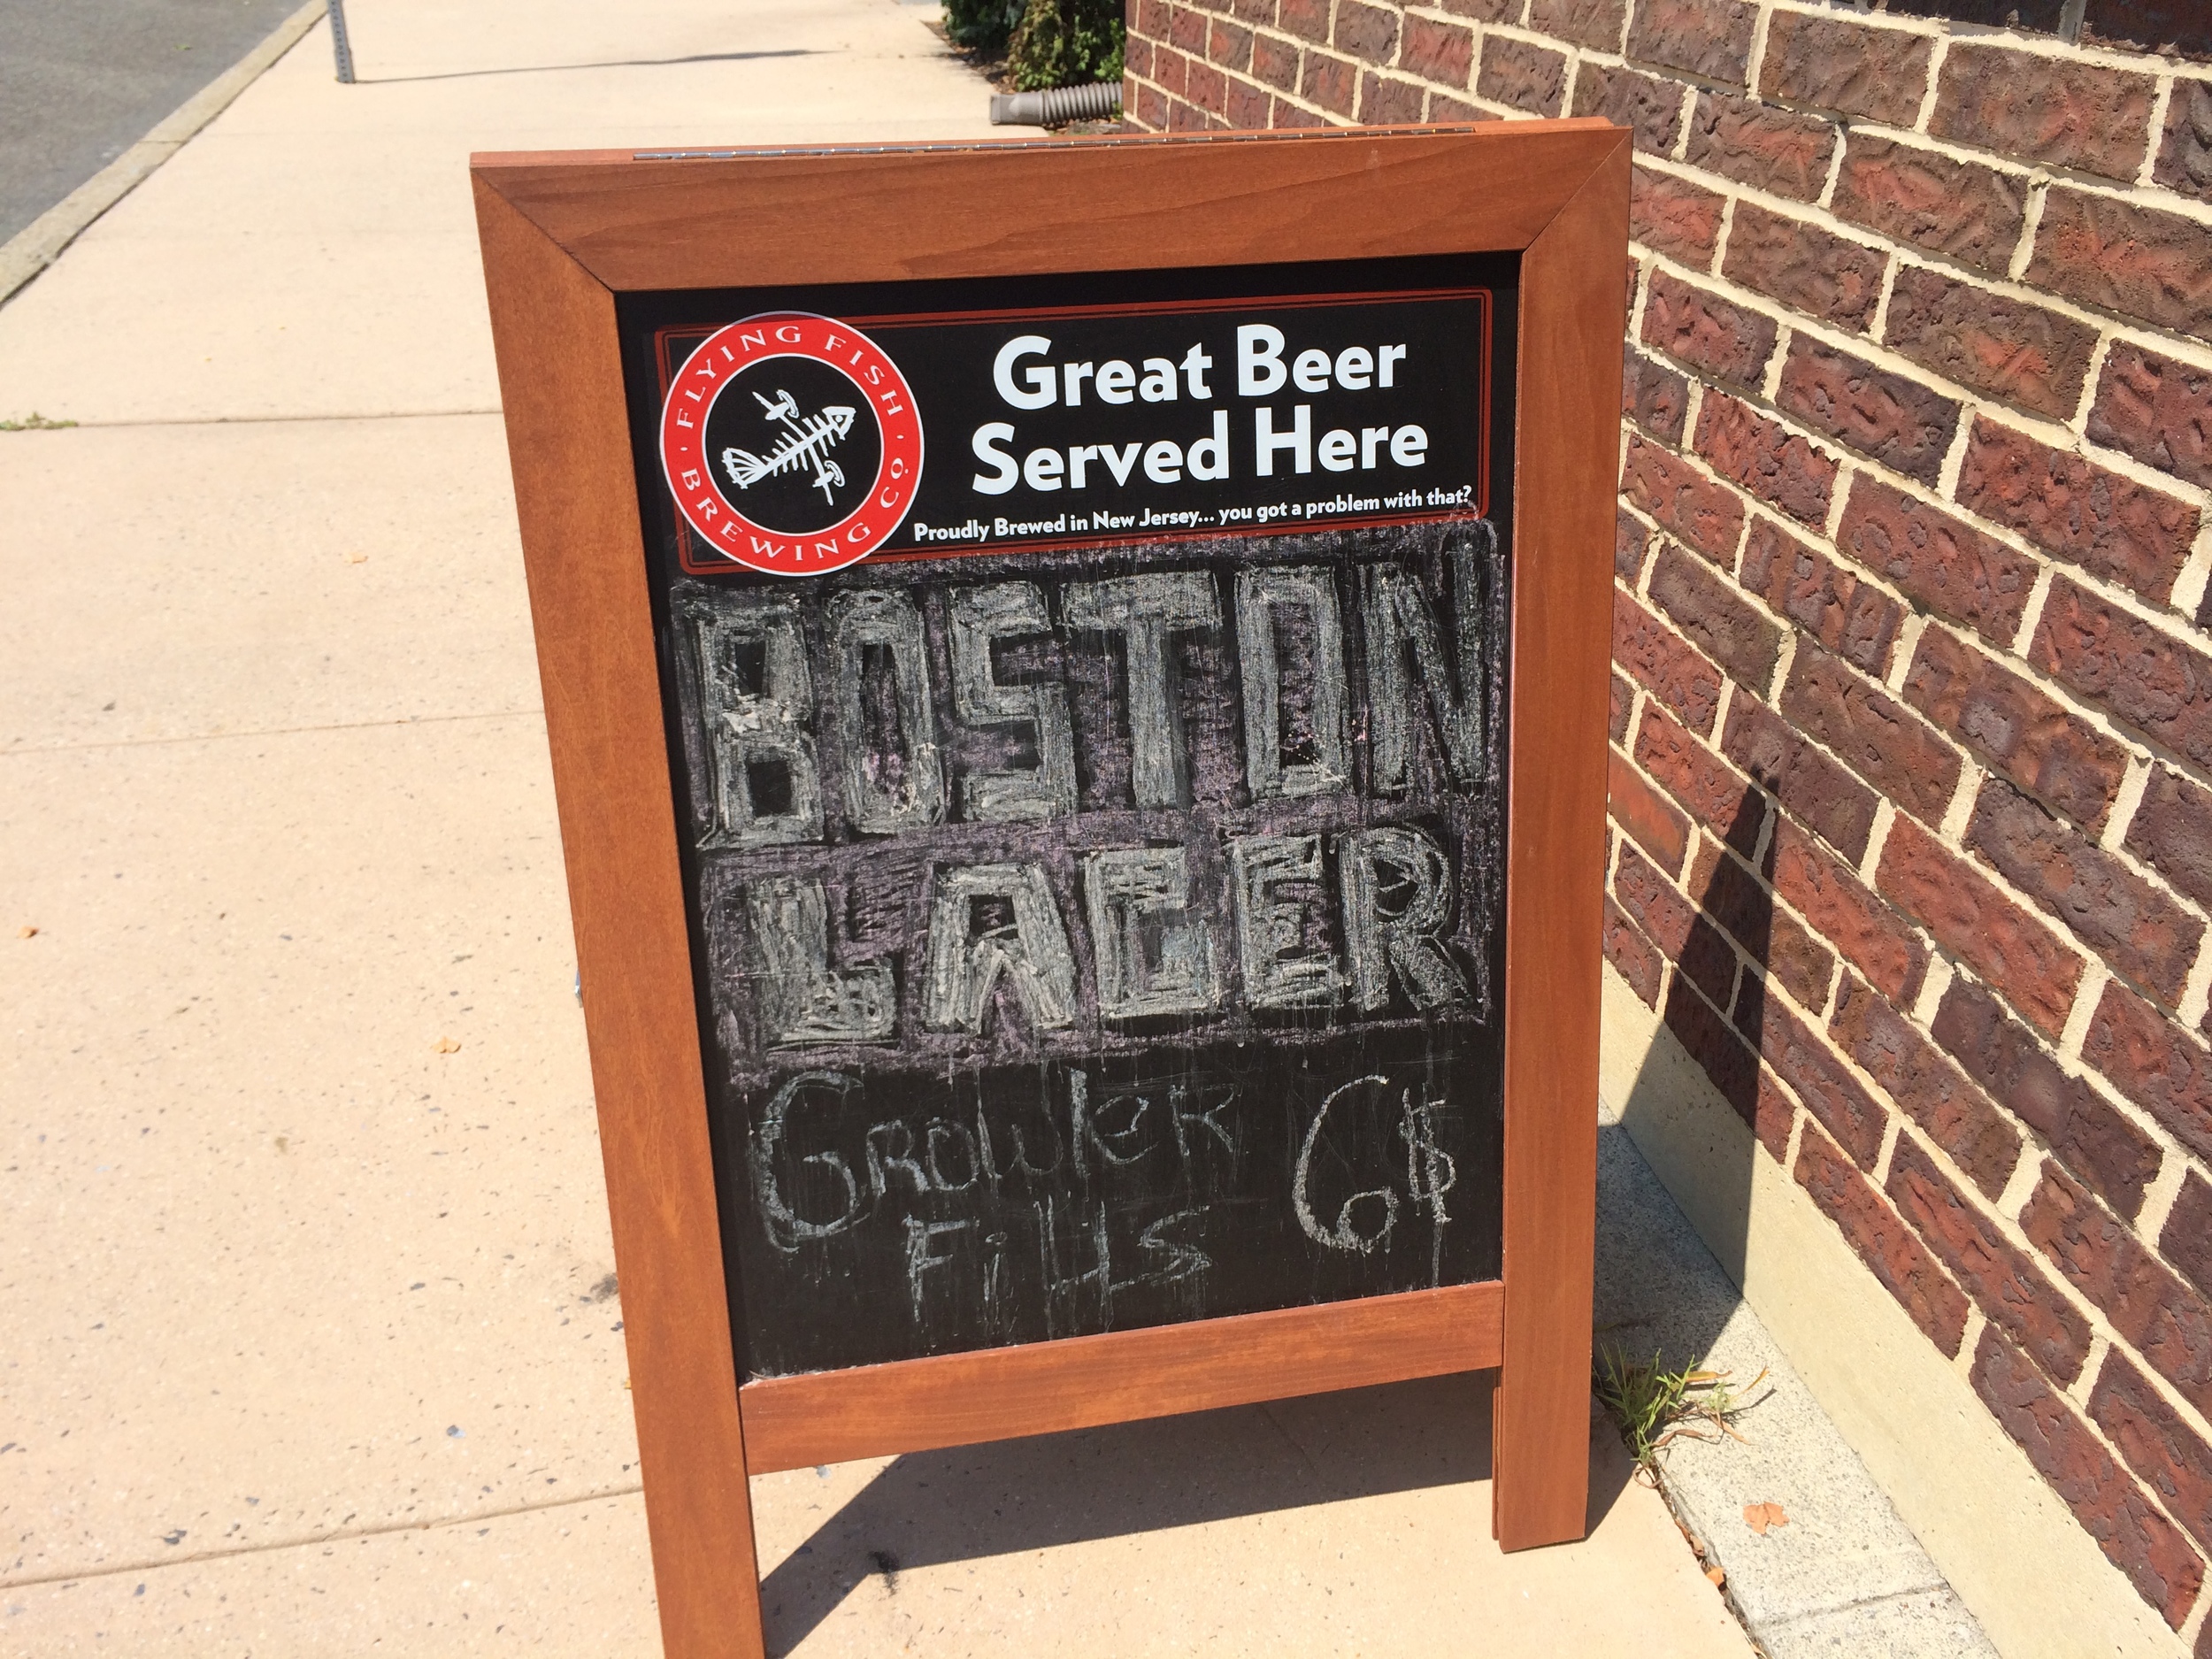 FLYING FISH
BREWING CO.
Great Beer
Served Here
Proudly Brewed in New Jersey... you got a problem with that?
BOSTON
LAGER
GROWLER 6$
Fills